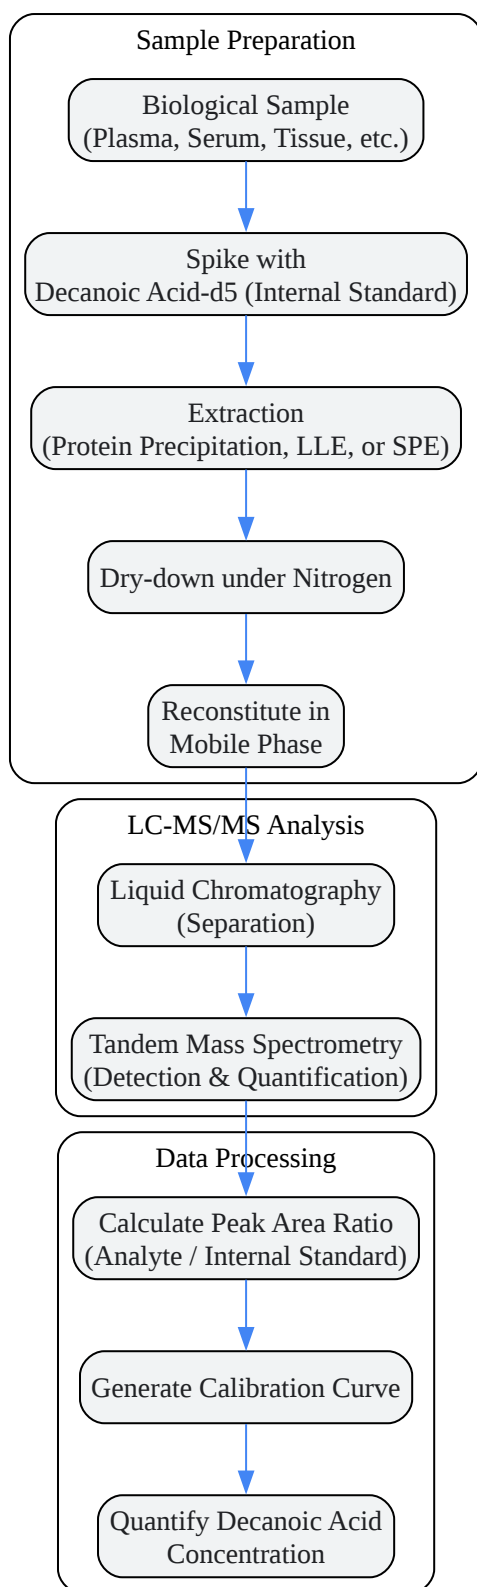 Sample Preparation
Biological Sample
(Plasma, Serum, Tissue, etc.)
Spike with
Decanoic Acid-d5 (Internal Standard)
Extraction
(Protein Precipitation, LLE, or SPE)
Dry-down under Nitrogen
Reconstitute in
Mobile Phase
LC-MS/MS Analysis
Liquid Chromatography
(Separation)
Tandem Mass Spectrometry
(Detection & Quantification)
Data Processing
Calculate Peak Area Ratio
(Analyte / Internal Standard)
Generate Calibration Curve
Quantify Decanoic Acid
Concentration